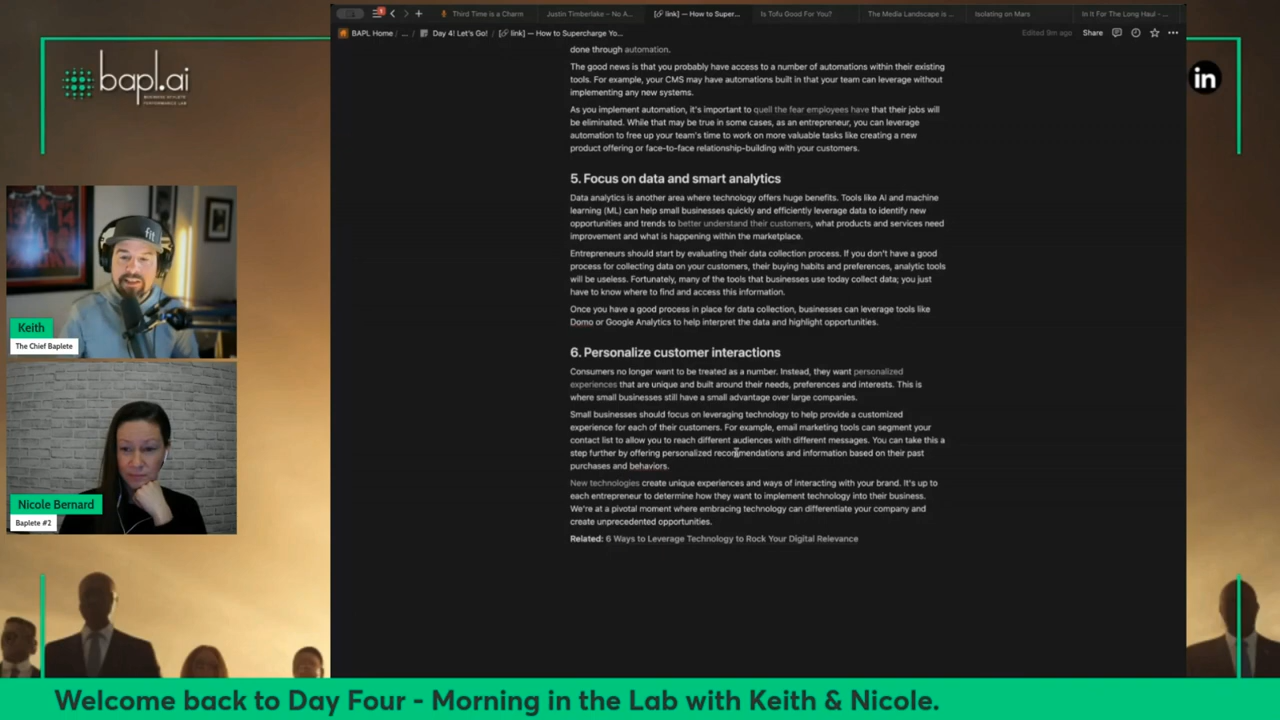 Third Time is a Charm
Justin Timberlake – No A...
[link] — How to Super...
Is Tofu Good For You?
The Media Landscape is ...
Isolating on Mars
In It For The Long Haul - ...
BAPL Home / ... / Day 4! Let's Go! / [link] — How to Supercharge Yo...
Edited 9m ago
Share
bapl.ai
in
done through automation.
The good news is that you probably have access to a number of automations within their existing
tools. For example, your CMS may have automations built in that your team can leverage without
implementing any new systems.
As you implement automation, it's important to quell the fear employees have that their jobs will
be eliminated. While that may be true in some cases, as an entrepreneur, you can leverage
automation to free up your team's time to work on more valuable tasks like creating a new
product offering or face-to-face relationship-building with your customers.
5. Focus on data and smart analytics
Data analytics is another area where technology offers huge benefits. Tools like AI and machine
learning (ML) can help small businesses quickly and efficiently leverage data to identify new
opportunities and trends to better understand their customers, what products and services need
improvement and what is happening within the marketplace.
Entrepreneurs should start by evaluating their data collection process. If you don't have a good
process for collecting data on your customers, their buying habits and preferences, analytic tools
will be useless. Fortunately, many of the tools that businesses use today collect data; you just
have to know where to find and access this information.
Once you have a good process in place for data collection, businesses can leverage tools like
Domo or Google Analytics to help interpret the data and highlight opportunities.
6. Personalize customer interactions
Consumers no longer want to be treated as a number. Instead, they want personalized
experiences that are unique and built around their needs, preferences and interests. This is
where small businesses still have a small advantage over large companies.
Small businesses should focus on leveraging technology to help provide a customized
experience for each of their customers. For example, email marketing tools can segment your
contact list to allow you to reach different audiences with different messages. You can take this a
step further by offering personalized recommendations and information based on their past
purchases and behaviors.
New technologies create unique experiences and ways of interacting with your brand. It's up to
each entrepreneur to determine how they want to implement technology into their business.
We're at a pivotal moment where embracing technology can differentiate your company and
create unprecedented opportunities.
Related: 6 Ways to Leverage Technology to Rock Your Digital Relevance
fit
Keith
The Chief Baplete
Nicole Bernard
Baplete #2
Welcome back to Day Four - Morning in the Lab with Keith & Nicole.